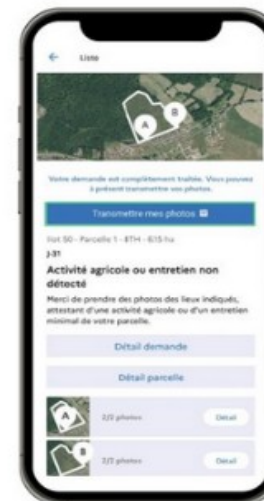 Liste
A
B
Votre demande est complètement traitée. Vous pouvez
à présent transmettre vos photos.
Transmettre mes photos
Ilot 50 - Parcelle 1 - BTH - 6.15 ha
J-31
Activité agricole ou entretien non
détecté
Merci de prendre des photos des lieux indiqués,
attestant d'une activité agricole ou d'un entretien
minimal de votre parcelle.
Détail demande
Détail parcelle
A
2/2 photos
Détail
B
2/2 photos
Détail